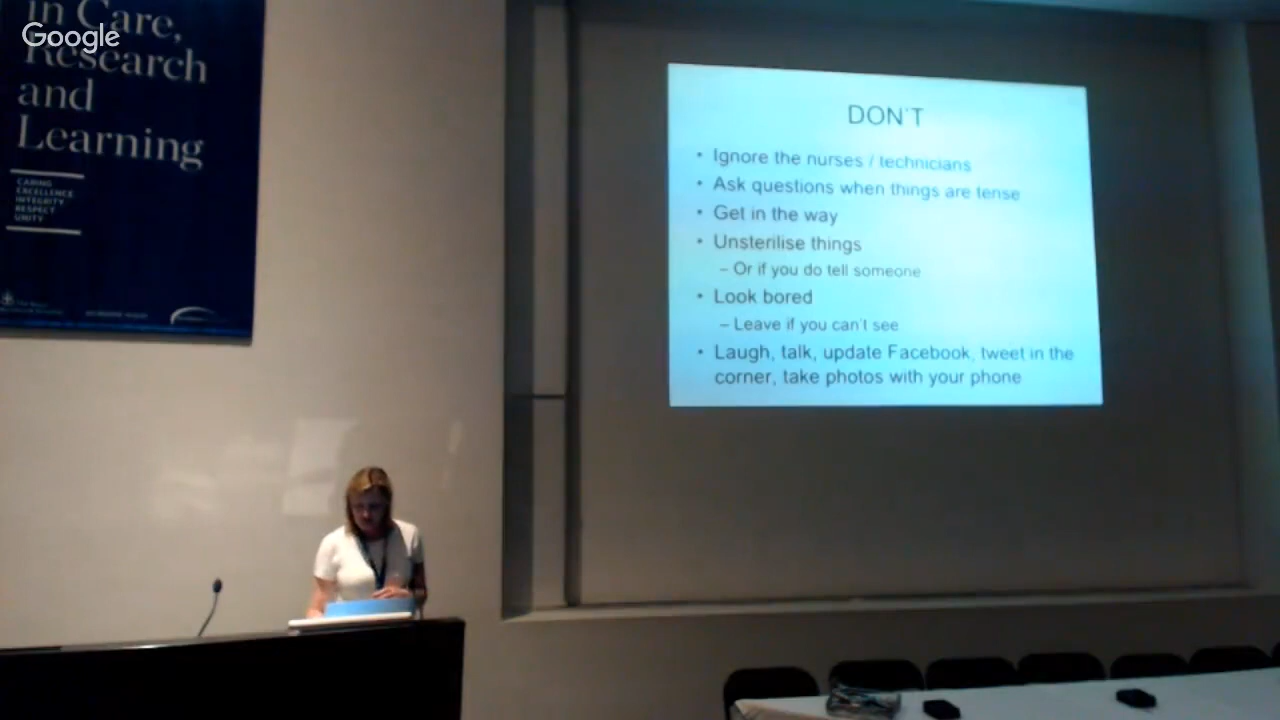 Google
in Care,
Research
and
Learning
CARING
EXCELLENCE
INTEGRITY
RESPECT
UNITY
DON'T
• Ignore the nurses / technicians
• Ask questions when things are tense
• Get in the way
• Unsterilise things
– Or if you do tell someone
• Look bored
– Leave if you can't see
• Laugh, talk, update Facebook, tweet in the
corner, take photos with your phone